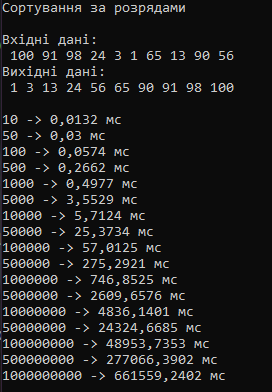 Сортування за розрядами
Вхідні дані:
100 91 98 24 3 1 65 13 90 56
Вихідні дані:
1 3 13 24 56 65 90 91 98 100
10 -> 0,0132 мс
50 -> 0,03 мс
100 -> 0,0574 мс
500 -> 0,2662 мс
1000 -> 0,4977 мс
5000 -> 3,5529 мс
10000 -> 5,7124 мс
50000 -> 25,3734 мс
100000 -> 57,0125 мс
500000 -> 275,2921 мс
1000000 -> 746,8525 мс
5000000 -> 2609,6576 мс
10000000 -> 4836,1401 мс
50000000 -> 24324,6685 мс
100000000 -> 48953,7353 мс
500000000 -> 277066,3902 мс
1000000000 -> 661559,2402 мс